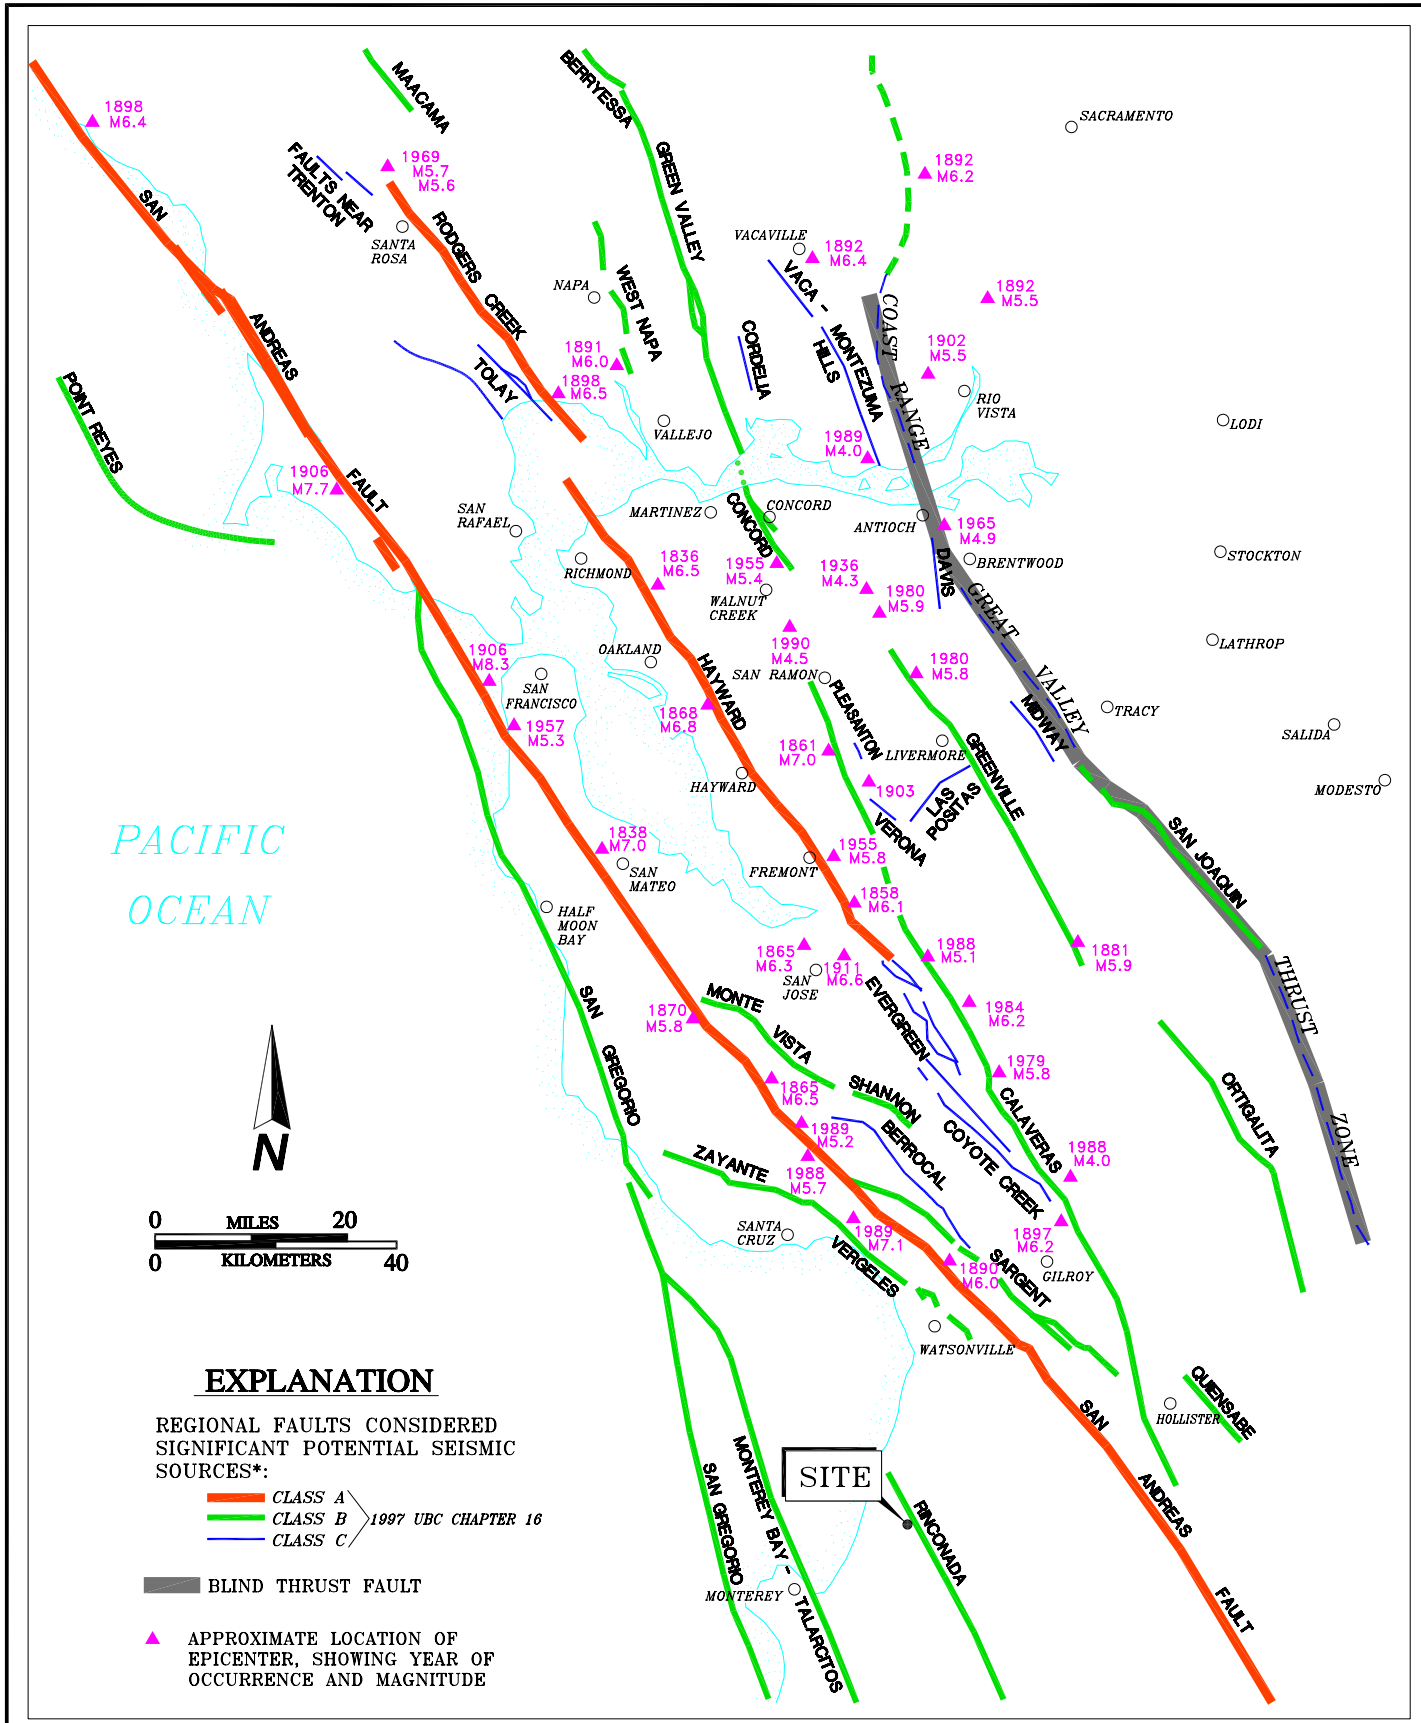 1898
M6.4
MAACAMA
BERRYESSA
SACRAMENTO
1969
M5.7
M5.6
FAULTS NEAR
TRENTON
SANTA
ROSA
SAN
RODGERS CREEK
GREEN VALLEY
1892
M6.2
VACAVILLE
1892
M6.4
VACA - MONTEZUMA
HILLS
1892
M5.5
NAPA
WEST NAPA
COAST RANGE
ANDREAS
CORDELIA
1902
M5.5
1891
M6.0
TOLAY
1898
M6.5
POINT REYES
RIO
VISTA
VALLEJO
LODI
1989
M4.0
1906
M7.7
FAULT
SAN
RAFAEL
MARTINEZ
CONCORD
CONCORD
ANTIOCH
1965
M4.9
STOCKTON
RICHMOND
1836
M6.5
1955
M5.4
1936
M4.3
DAVIS
BRENTWOOD
WALNUT
CREEK
1980
M5.9
GREAT
VALLEY
OAKLAND
1990
M4.5
LATHROP
1906
M8.3
SAN
FRANCISCO
HAYWARD
SAN RAMON
1980
M5.8
PLEASANTON
MIDWAY
TRACY
1957
M5.3
1868
M6.8
1861
M7.0
LIVERMORE
GREENVILLE
SALIDA
HAYWARD
1903
LAS
POSITAS
MODESTO
PACIFIC
OCEAN
1838
M7.0
VERONA
SAN JOAQUIN
SAN
MATEO
FREMONT
1955
M5.8
HALF
MOON
BAY
1858
M6.1
1865
M6.3
1911
M6.6
SAN
JOSE
1988
M5.1
1881
M5.9
THRUST
EVERGREEN
MONTE
VISTA
SAN
GREGORIO
1870
M5.8
1984
M6.2
1979
M5.8
ORTIGALITA
1865
M6.5
SHANNON
CALAVERAS
ZONE
N
1989
M5.2
BERROCAL
COYOTE CREEK
ZAYANTE
1988
M5.7
1988
M4.0
0 MILES 20
0 KILOMETERS 40
SANTA
CRUZ
1989
M7.1
VERGELES
1897
M6.2
1890
M6.0
SARGENT
GILROY
WATSONVILLE
EXPLANATION
QUIENSABE
HOLLISTER
SAN
REGIONAL FAULTS CONSIDERED
SIGNIFICANT POTENTIAL SEISMIC
SOURCES*:
CLASS A
CLASS B
CLASS C
1997 UBC CHAPTER 16
SAN GREGORIO
MONTEREY BAY -
TALARCITOS
SITE
RINCONADA
ANDREAS
FAULT
BLIND THRUST FAULT
MONTEREY
APPROXIMATE LOCATION OF
EPICENTER, SHOWING YEAR OF
OCCURRENCE AND MAGNITUDE